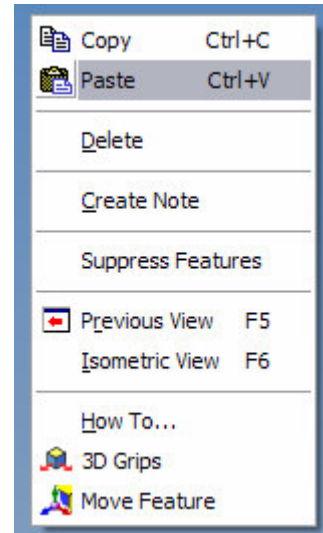 Copy Ctrl+C
Paste Ctrl+V
Delete
Create Note
Suppress Features
Previous View F5
Isometric View F6
How To...
3D Grips
Move Feature